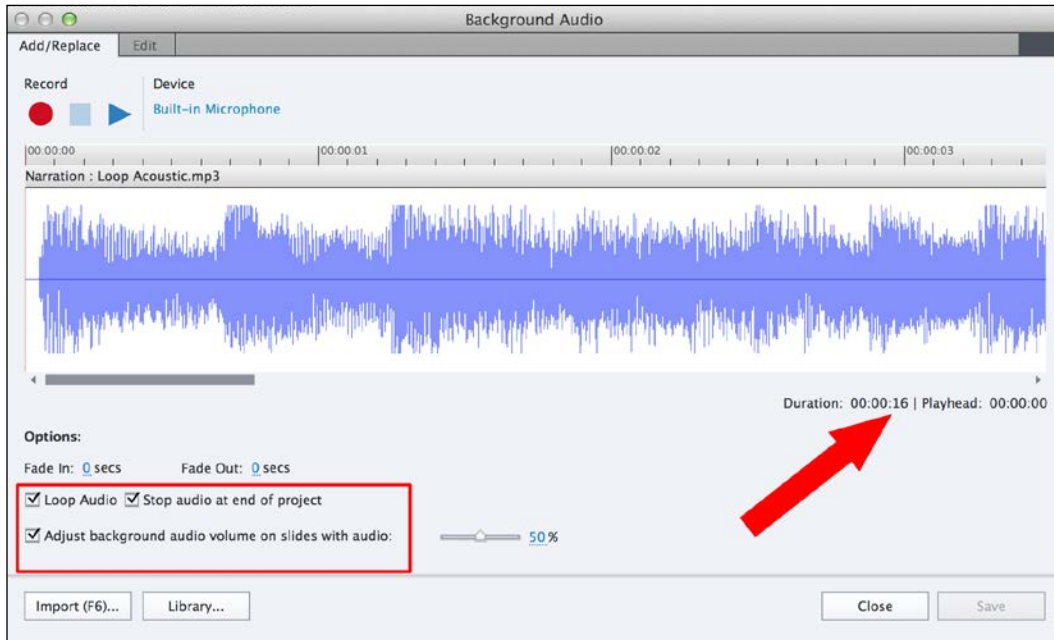 Background Audio
Add/Replace Edit
Record Device
Built-in Microphone
00:00:00 00:00:01 00:00:02 00:00:03
Narration : Loop Acoustic.mp3
Duration: 00:00:16 | Playhead: 00:00:00
Options:
Fade In: 0 secs Fade Out: 0 secs
Loop Audio Stop audio at end of project
Adjust background audio volume on slides with audio: 50 %
Import (F6)... Library... Close Save